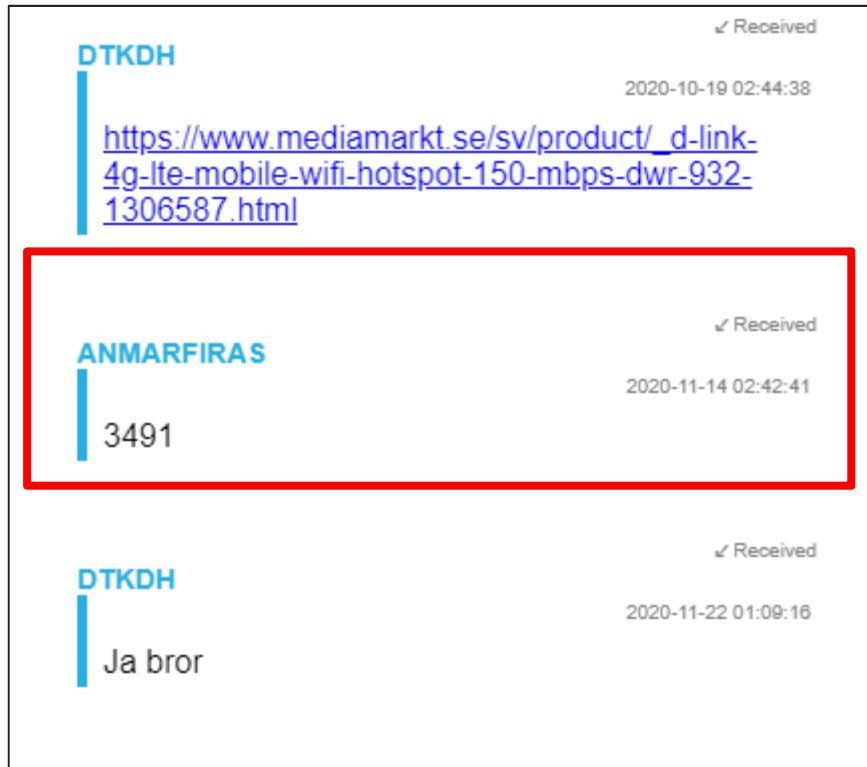 ↙ Received
DTKDH
2020-10-19 02:44:38
https://www.mediamarkt.se/sv/product/_d-link-
4g-lte-mobile-wifi-hotspot-150-mbps-dwr-932-
1306587.html
↙ Received
ANMARFIRAS
2020-11-14 02:42:41
3491
↙ Received
DTKDH
2020-11-22 01:09:16
Ja bror